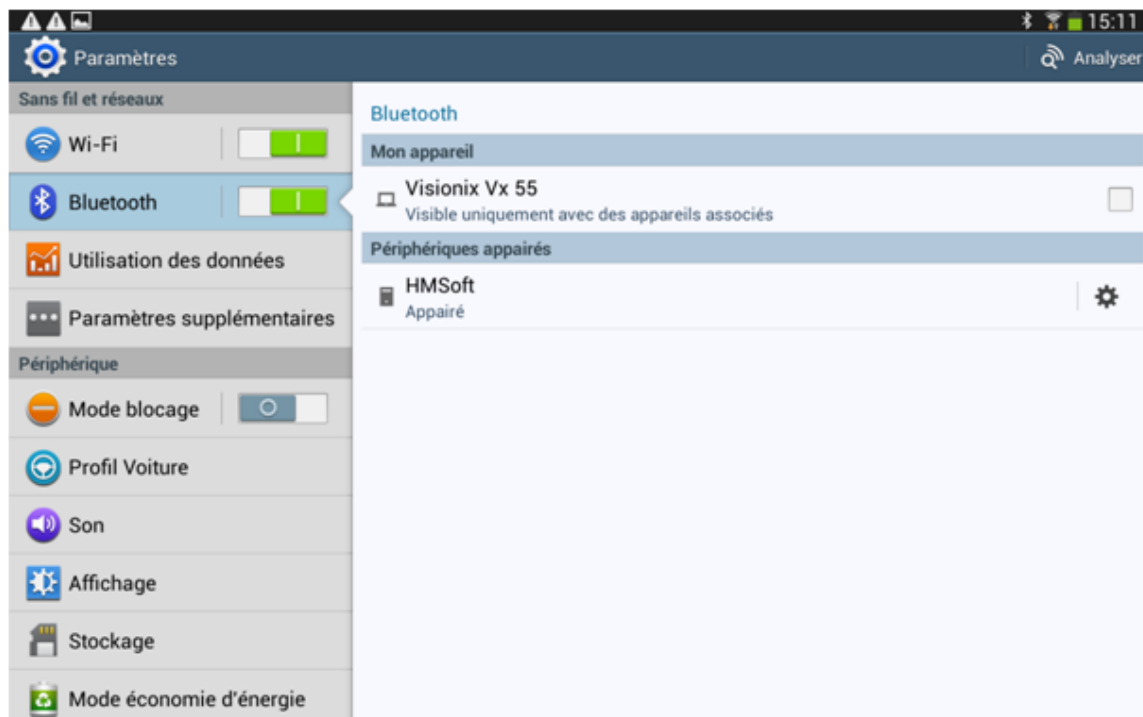 15:11
Paramètres
Analyser
Sans fil et réseaux
Wi-Fi
Bluetooth
Utilisation des données
Paramètres supplémentaires
Périphérique
Mode blocage
Profil Voiture
Son
Affichage
Stockage
Mode économie d'énergie
Bluetooth
Mon appareil
Visionix Vx 55
Visible uniquement avec des appareils associés
Périphériques appairés
HMSoft
Appairé